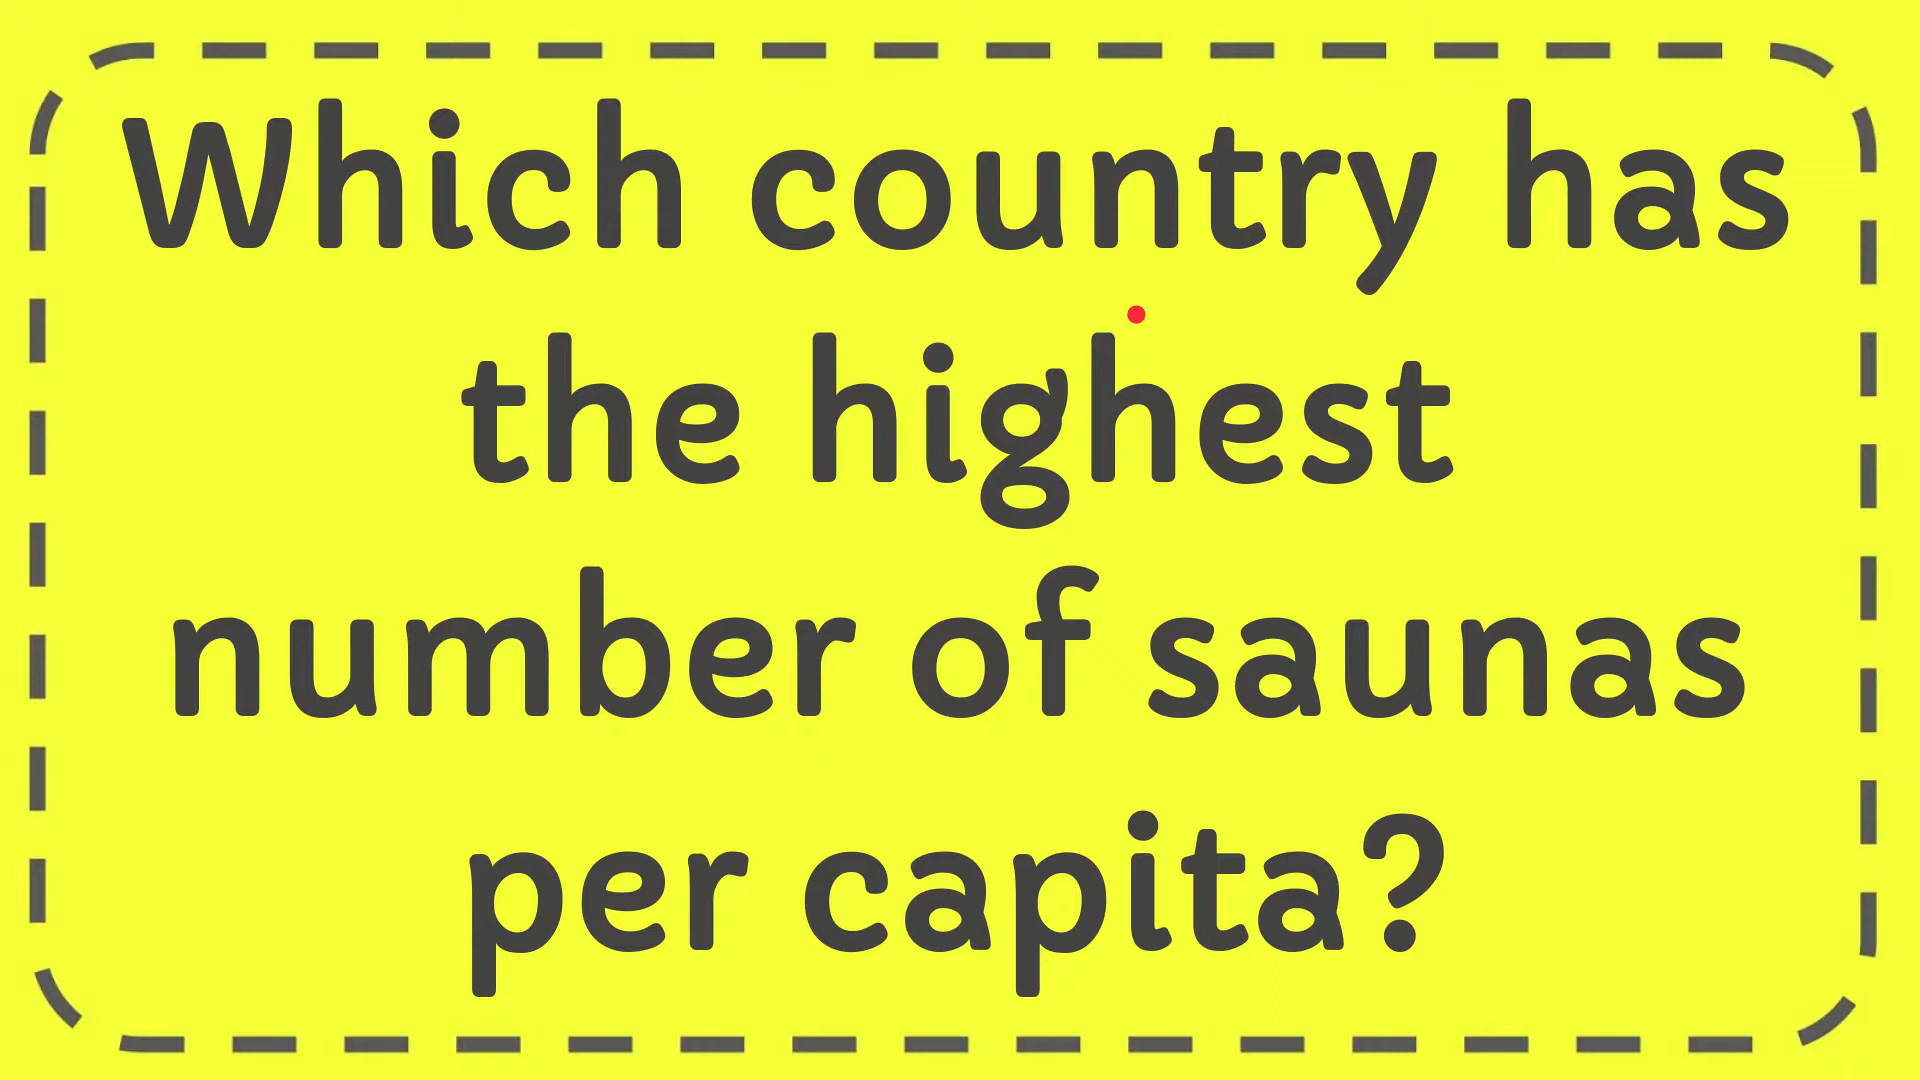 Which country has
the highest
number of saunas
per capita?